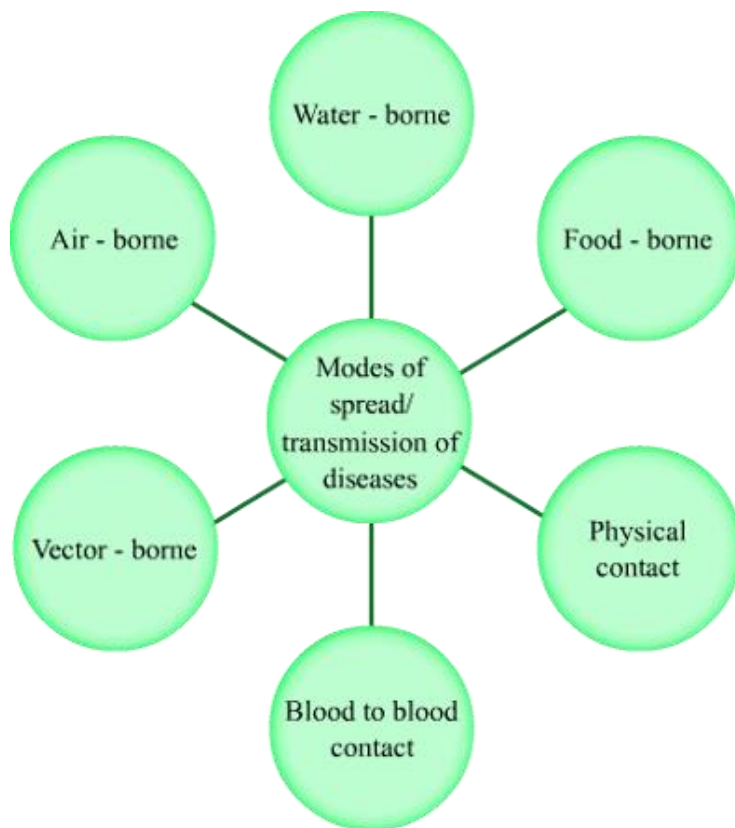 Water - borne
Air - borne
Food - borne
Modes of
spread/
transmission of
diseases
Vector - borne
Physical
contact
Blood to blood
contact